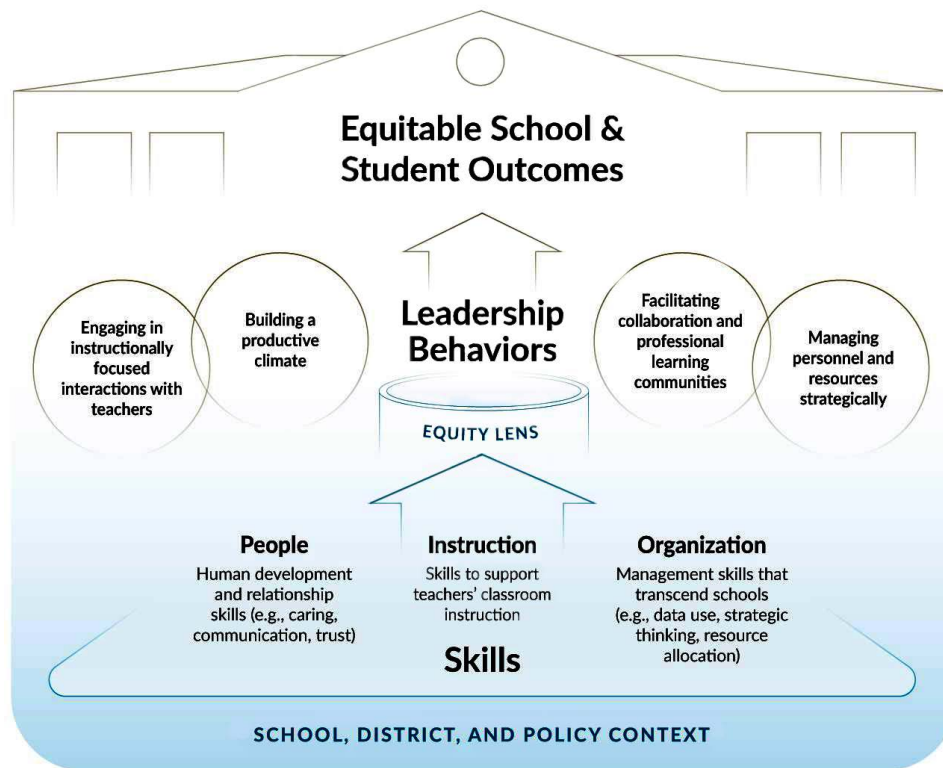 Equitable School &
Student Outcomes
Engaging in
instructionally
focused
interactions with
teachers
Building a
productive
climate
Leadership
Behaviors
Facilitating
collaboration and
professional
learning
communities
Managing
personnel and
resources
strategically
EQUITY LENS
People
Human development
and relationship
skills (e.g., caring,
communication, trust)
Instruction
Skills to support
teachers’ classroom
instruction
Organization
Management skills that
transcend schools
(e.g., data use, strategic
thinking, resource
allocation)
Skills
SCHOOL, DISTRICT, AND POLICY CONTEXT